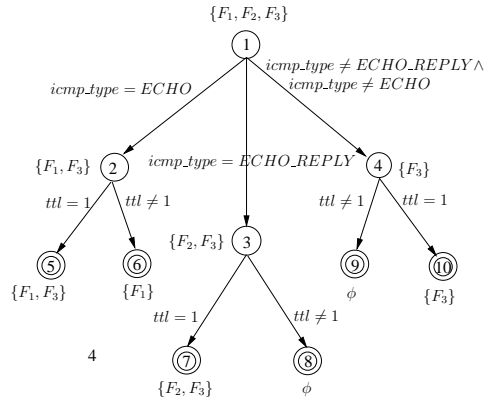 {F₁, F₂, F₃}
1
icmp_type ≠ ECHO_REPLY∧
icmp_type = ECHO
icmp_type ≠ ECHO
{F₁, F₃}
2
icmp_type = ECHO_REPLY
4
{F₃}
ttl = 1
ttl ≠ 1
ttl ≠ 1
ttl = 1
{F₂, F₃}
3
5
6
9
10
{F₁, F₃}
{F₁}
ϕ
{F₃}
ttl = 1
ttl ≠ 1
4
7
8
{F₂, F₃}
ϕ